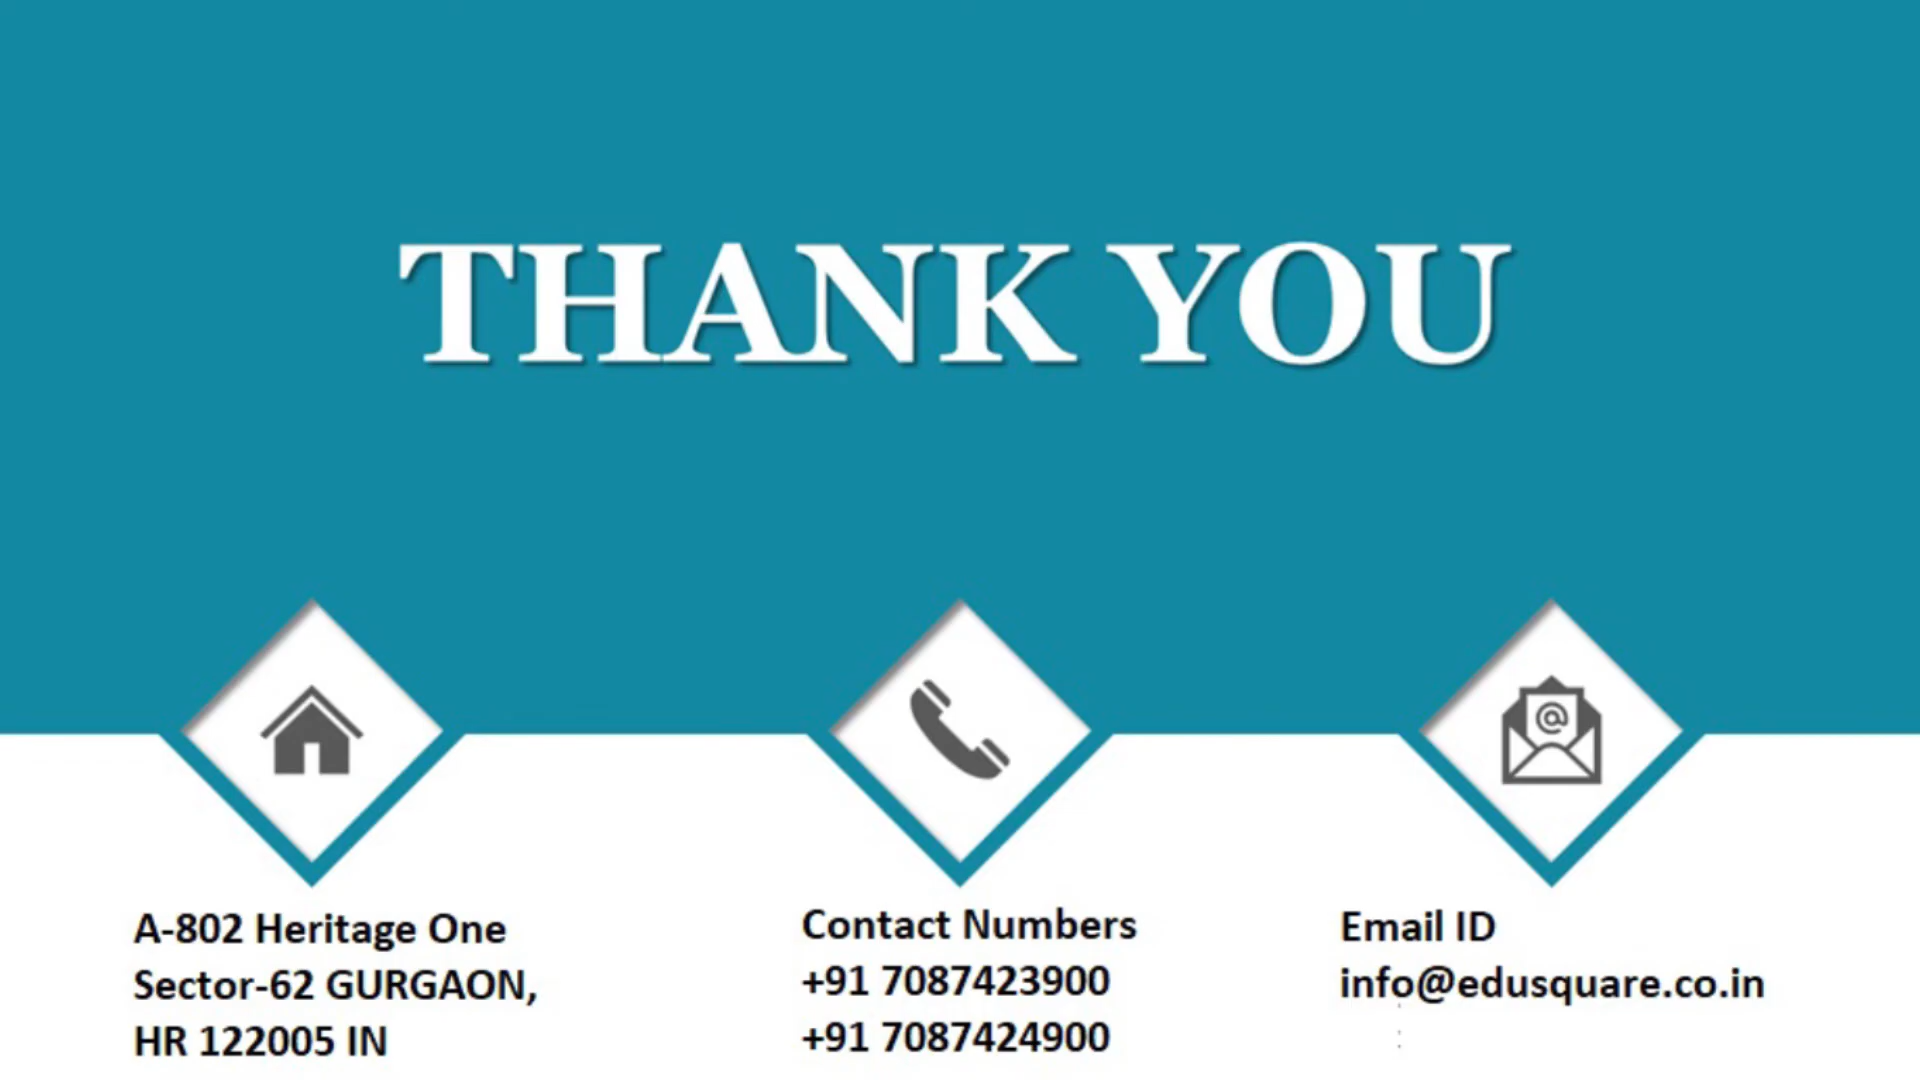 THANK YOU
A-802 Heritage One
Sector-62 GURGAON,
HR 122005 IN
Contact Numbers
+91 7087423900
+91 7087424900
Email ID
info@edusquare.co.in